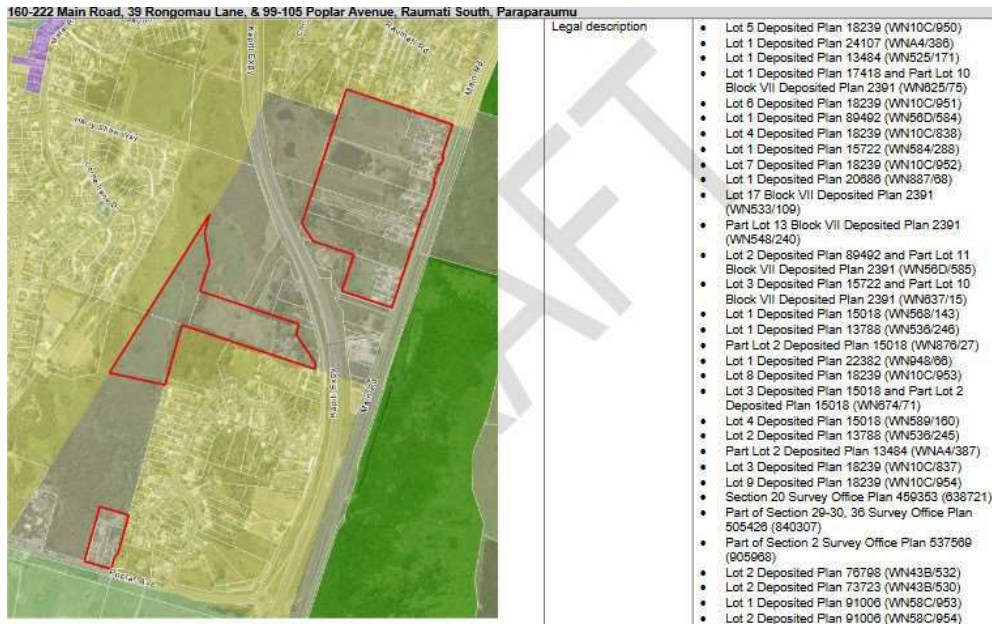 160-222 Main Road, 39 Rongomau Lane, & 99-105 Poplar Avenue, Raumati South, Paraparaumu
Kapiti Expy
Raumati Rd
Main Rd
Harry Shaw Way
Kapiti Expy
Main Rd
Poplar Ave
DRAFT
Legal description
• Lot 5 Deposited Plan 18239 (WN10C/950)
• Lot 1 Deposited Plan 24107 (WNA4/386)
• Lot 1 Deposited Plan 13484 (WN525/171)
• Lot 1 Deposited Plan 17418 and Part Lot 10
Block VII Deposited Plan 2391 (WN625/75)
• Lot 6 Deposited Plan 18239 (WN10C/951)
• Lot 1 Deposited Plan 89492 (WN56D/584)
• Lot 4 Deposited Plan 18239 (WN10C/838)
• Lot 1 Deposited Plan 15722 (WN584/288)
• Lot 7 Deposited Plan 18239 (WN10C/952)
• Lot 1 Deposited Plan 20686 (WN887/68)
• Lot 17 Block VII Deposited Plan 2391
(WN533/109)
• Part Lot 13 Block VII Deposited Plan 2391
(WN548/240)
• Lot 2 Deposited Plan 89492 and Part Lot 11
Block VII Deposited Plan 2391 (WN56D/585)
• Lot 3 Deposited Plan 15722 and Part Lot 10
Block VII Deposited Plan 2391 (WN637/15)
• Lot 1 Deposited Plan 15018 (WN568/143)
• Lot 1 Deposited Plan 13788 (WN536/246)
• Part Lot 2 Deposited Plan 15018 (WN876/27)
• Lot 1 Deposited Plan 22382 (WN948/66)
• Lot 8 Deposited Plan 18239 (WN10C/953)
• Lot 3 Deposited Plan 15018 and Part Lot 2
Deposited Plan 15018 (WN674/71)
• Lot 4 Deposited Plan 15018 (WN589/160)
• Lot 2 Deposited Plan 13788 (WN536/245)
• Part Lot 2 Deposited Plan 13484 (WNA4/387)
• Lot 3 Deposited Plan 18239 (WN10C/837)
• Lot 9 Deposited Plan 18239 (WN10C/954)
• Section 20 Survey Office Plan 459353 (638721)
• Part of Section 29-30, 36 Survey Office Plan
505426 (840307)
• Part of Section 2 Survey Office Plan 537569
(905968)
• Lot 2 Deposited Plan 76798 (WN43B/532)
• Lot 2 Deposited Plan 73723 (WN43B/530)
• Lot 1 Deposited Plan 91006 (WN58C/953)
• Lot 2 Deposited Plan 91006 (WN58C/954)